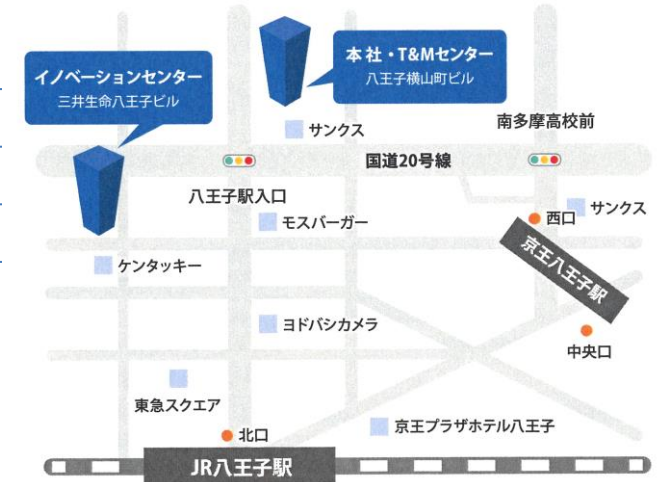 本社・T&Mセンター
八王子横山町ビル
イノベーションセンター
三井生命八王子ビル
サンクス
南多摩高校前
国道20号線
八王子駅入口
モスバーガー
西口
サンクス
京王八王子駅
ケンタッキー
ヨドバシカメラ
中央口
東急スクエア
北口
京王プラザホテル八王子
JR八王子駅